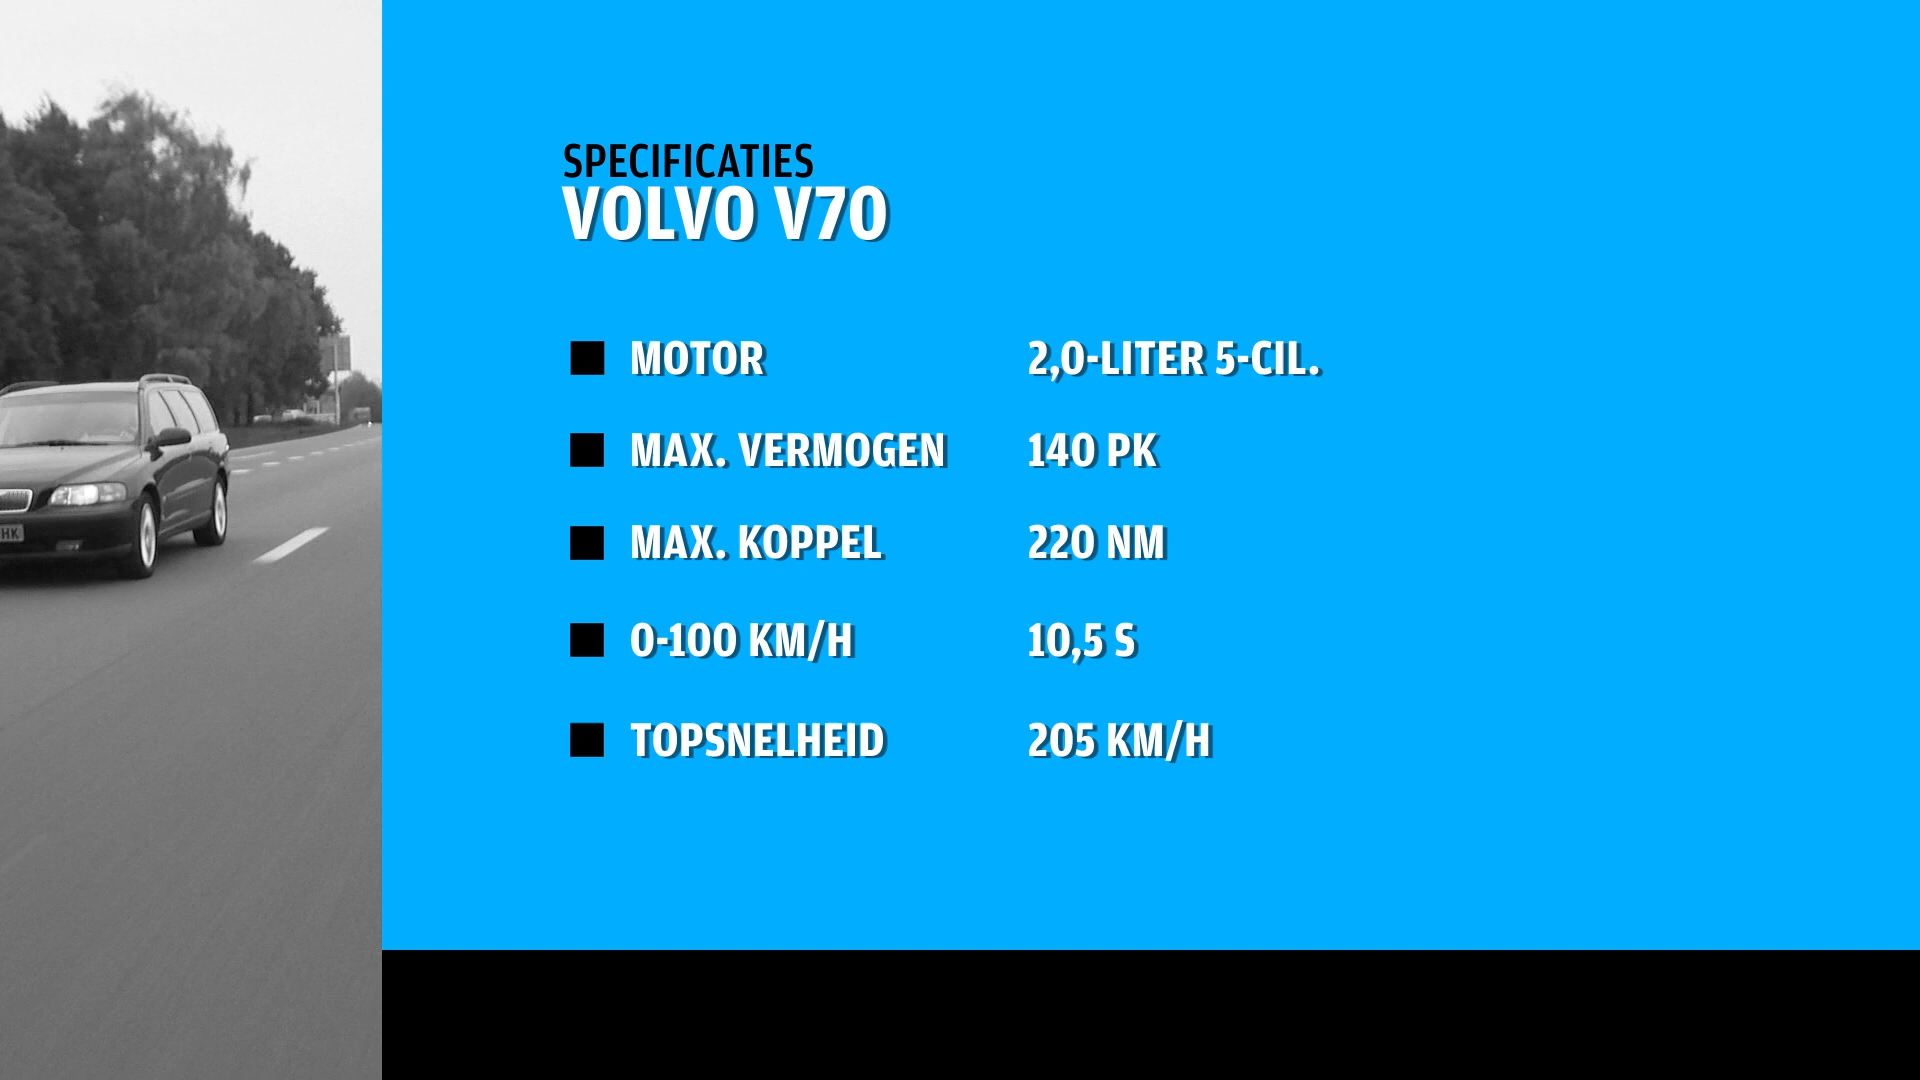 SPECIFICATIES
VOLVO V70
MOTOR 2,0-LITER 5-CIL.
MAX. VERMOGEN 140 PK
MAX. KOPPEL 220 NM
0-100 KM/H 10,5 S
TOPSNELHEID 205 KM/H
HK